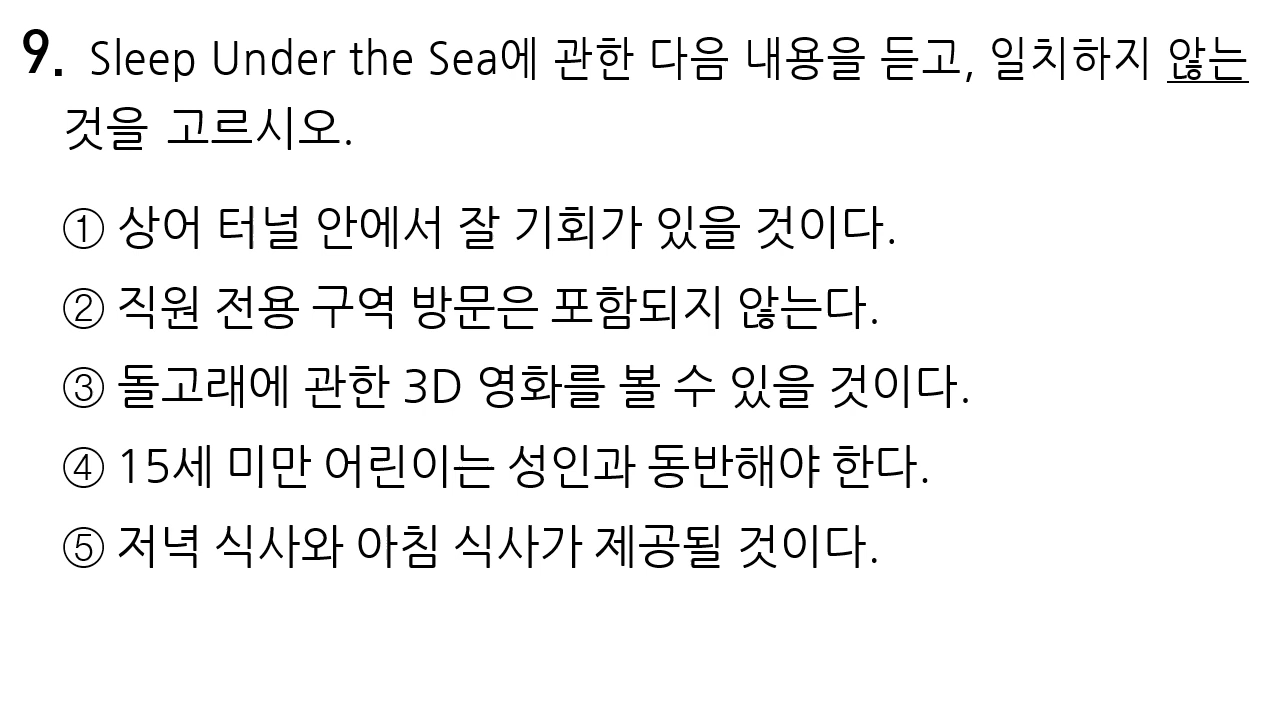 9. Sleep Under the Sea에 관한 다음 내용을 듣고, 일치하지 않는
것을 고르시오.
① 상어 터널 안에서 잘 기회가 있을 것이다.
② 직원 전용 구역 방문은 포함되지 않는다.
③ 돌고래에 관한 3D 영화를 볼 수 있을 것이다.
④ 15세 미만 어린이는 성인과 동반해야 한다.
⑤ 저녁 식사와 아침 식사가 제공될 것이다.